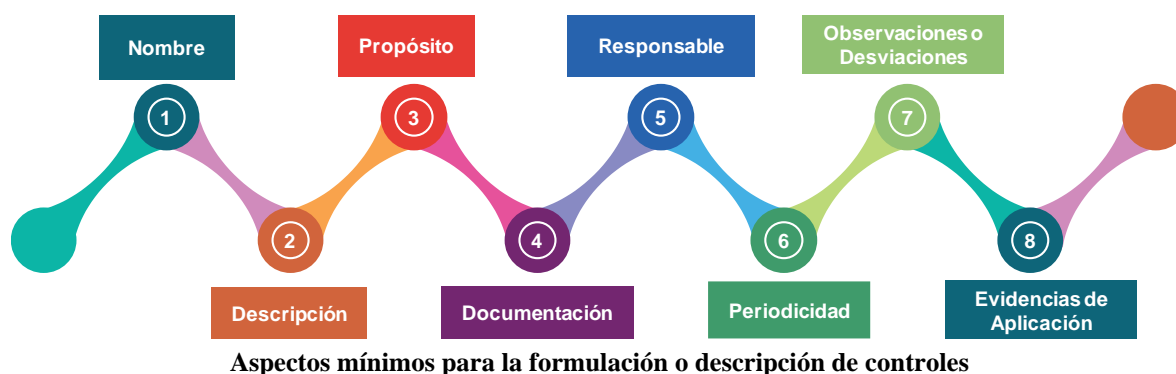 Nombre
1
2
Descripción
Propósito
3
4
Documentación
Responsable
5
6
Periodicidad
Observaciones o
Desviaciones
7
8
Evidencias de
Aplicación
Aspectos mínimos para la formulación o descripción de controles